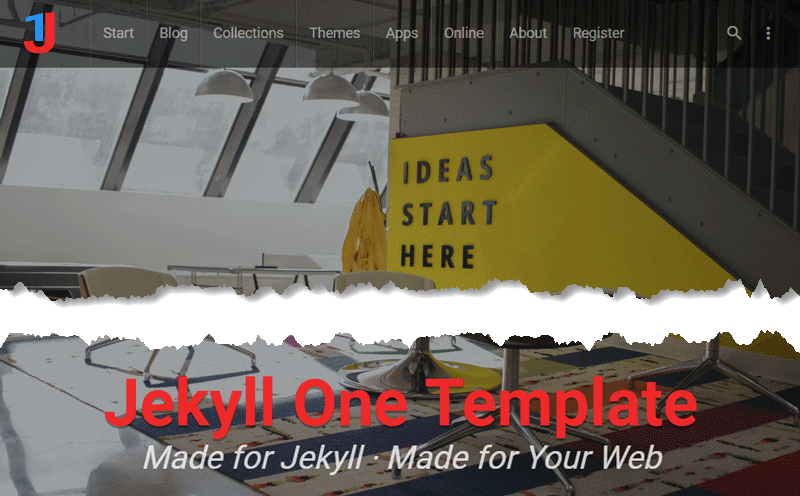 1J
Start Blog Collections Themes Apps Online About Register
IDEAS
START
HERE
Jekyll One Template
Made for Jekyll · Made for Your Web